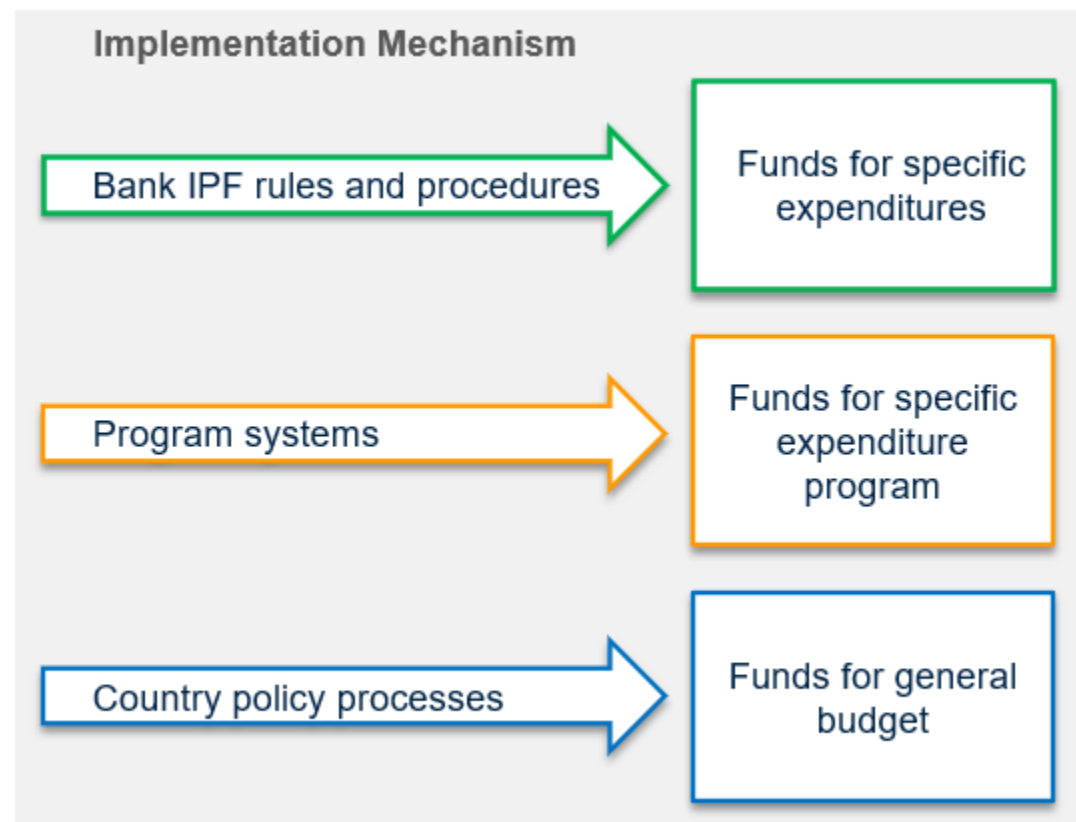 Implementation Mechanism
Bank IPF rules and procedures
Funds for specific
expenditures
Program systems
Funds for specific
expenditure
program
Country policy processes
Funds for general
budget